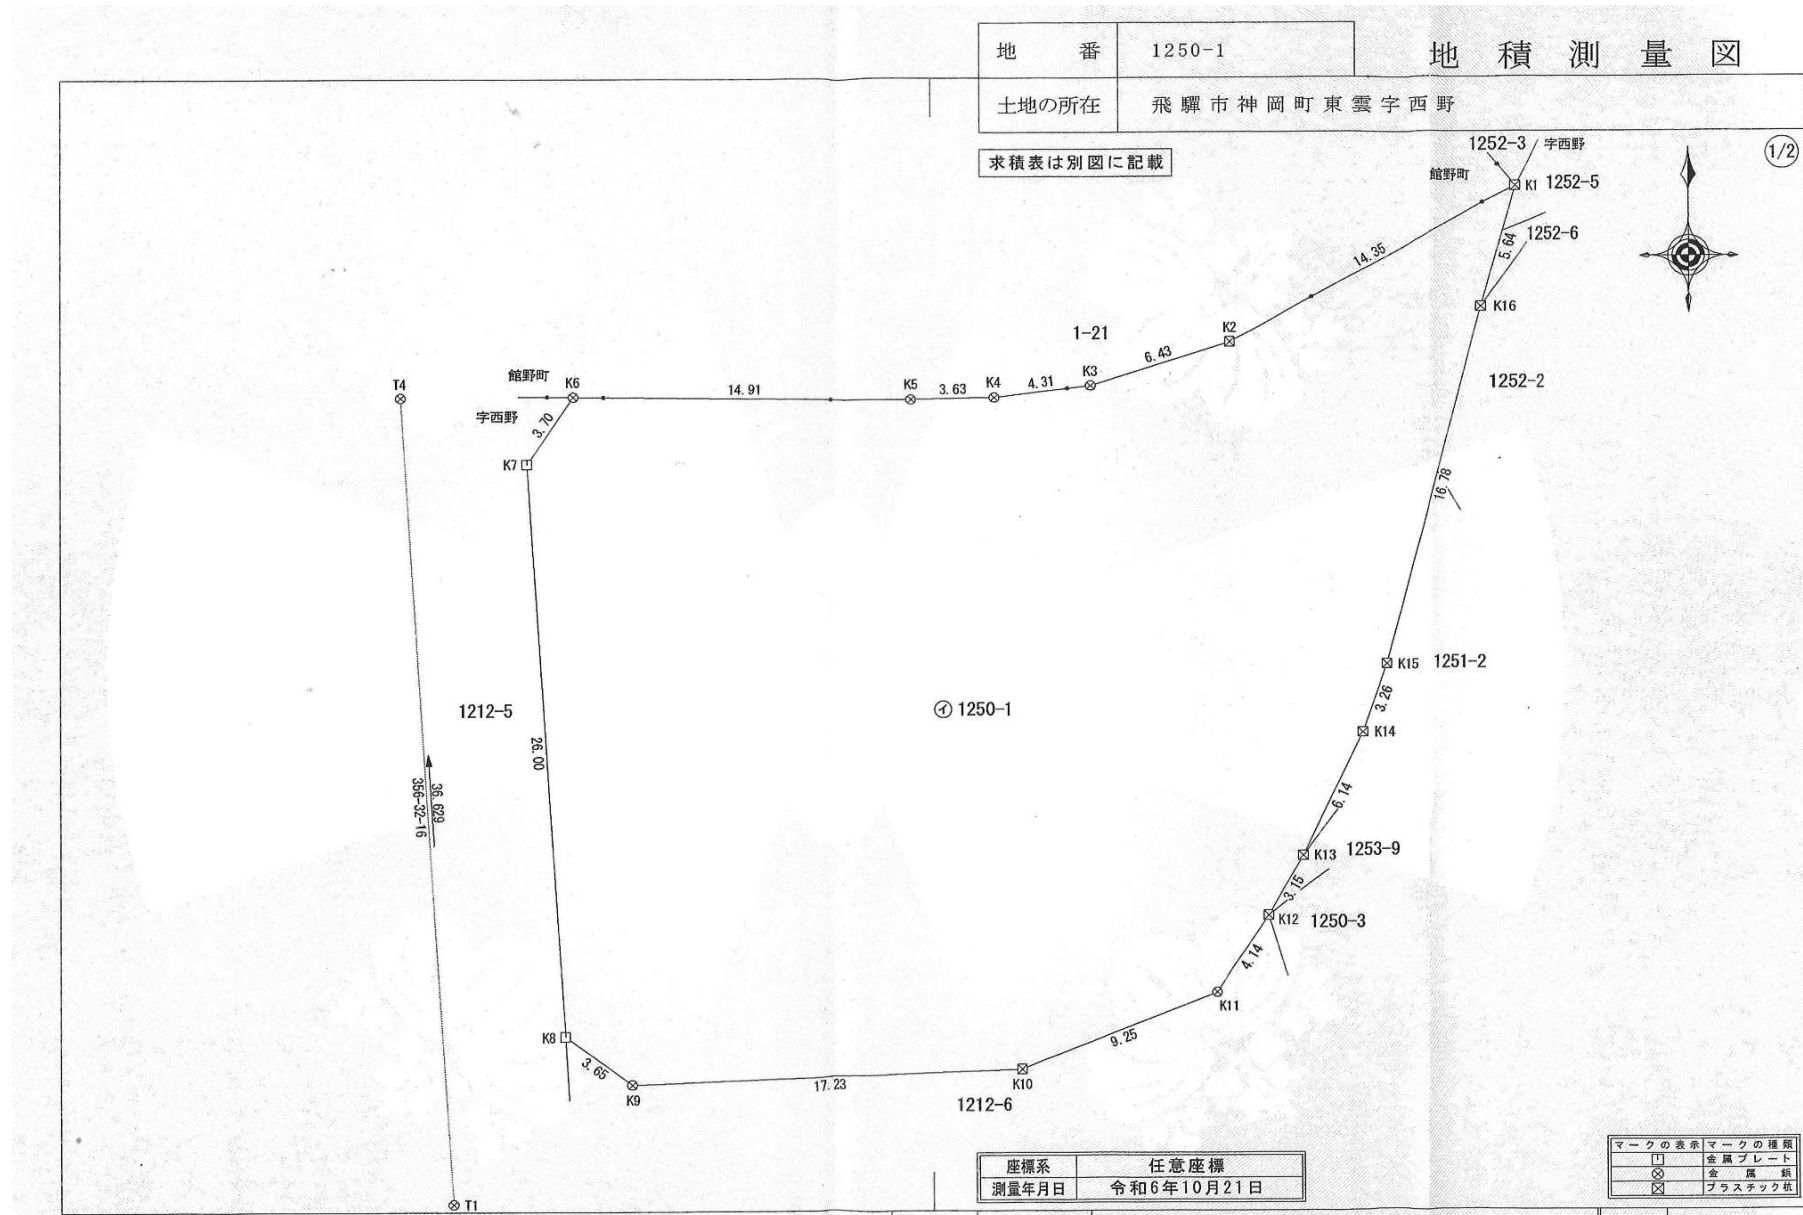 地番 1250-1
地積測量図
土地の所在 飛騨市神岡町東雲字西野
求積表は別図に記載
1/2
1252-3 字西野
館野町
K1 1252-5
1252-6
5.64
14.35
K16
K2
1-21
6.43
1252-2
T4
館野町
K6
14.91
K5
3.63
K4
4.31
K3
字西野
3.70
K7
16.78
K15 1251-2
3.26
1212-5
㋑ 1250-1
K14
26.00
36.629
356-32-16
6.14
K13 1253-9
3.15
K12 1250-3
4.14
K11
K8
3.65
9.25
K9
17.23
K10
1212-6
T1
座標系 任意座標
測量年月日 令和6年10月21日
マークの表示 マークの種類
金属プレート
金属鋲
プラスチック杭